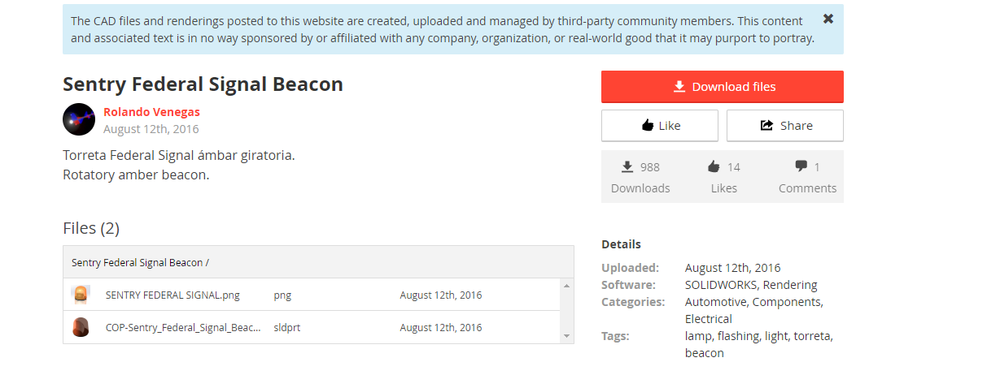 The CAD files and renderings posted to this website are created, uploaded and managed by third-party community members. This content
and associated text is in no way sponsored by or affiliated with any company, organization, or real-world good that it may purport to portray.
Sentry Federal Signal Beacon
Rolando Venegas
August 12th, 2016
Torreta Federal Signal ámbar giratoria.
Rotatory amber beacon.
Files (2)
Sentry Federal Signal Beacon /
SENTRY FEDERAL SIGNAL.png png August 12th, 2016
COP-Sentry_Federal_Signal_Beac... sldprt August 12th, 2016
Download files
Like Share
988 14 1
Downloads Likes Comments
Details
Uploaded: August 12th, 2016
Software: SOLIDWORKS, Rendering
Categories: Automotive, Components,
Electrical
Tags: lamp, flashing, light, torreta,
beacon